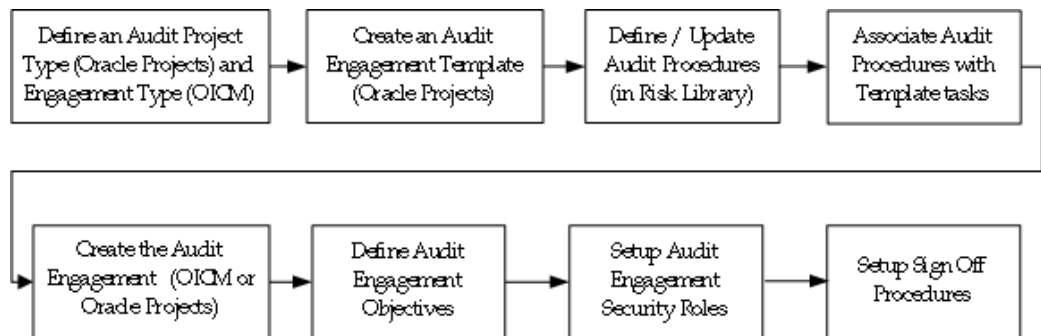 Define an Audit Project
Type (Oracle Projects) and
Engagement Type (OICM)
Create an Audit
Engagement Template
(Oracle Projects)
Define / Update
Audit Procedures
(in Risk Library)
Associate Audit
Procedures with
Template tasks
Create the Audit
Engagement (OICM or
Oracle Projects)
Define Audit
Engagement
Objectives
Setup Audit
Engagement
Security Roles
Setup Sign Off
Procedures